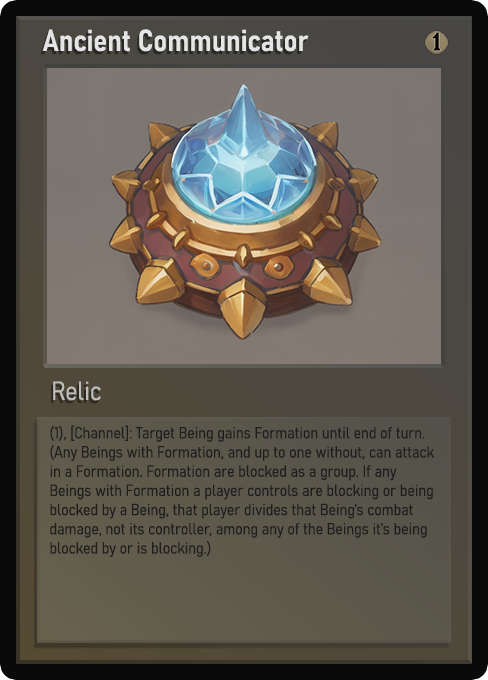 Ancient Communicator
1
Relic
(1), [Channel]: Target Being gains Formation until end of turn.
(Any Beings with Formation, and up to one without, can attack
in a Formation. Formation are blocked as a group. If any
Beings with Formation a player controls are blocking or being
blocked by a Being, that player divides that Being's combat
damage, not its controller, among any of the Beings it's being
blocked by or is blocking.)